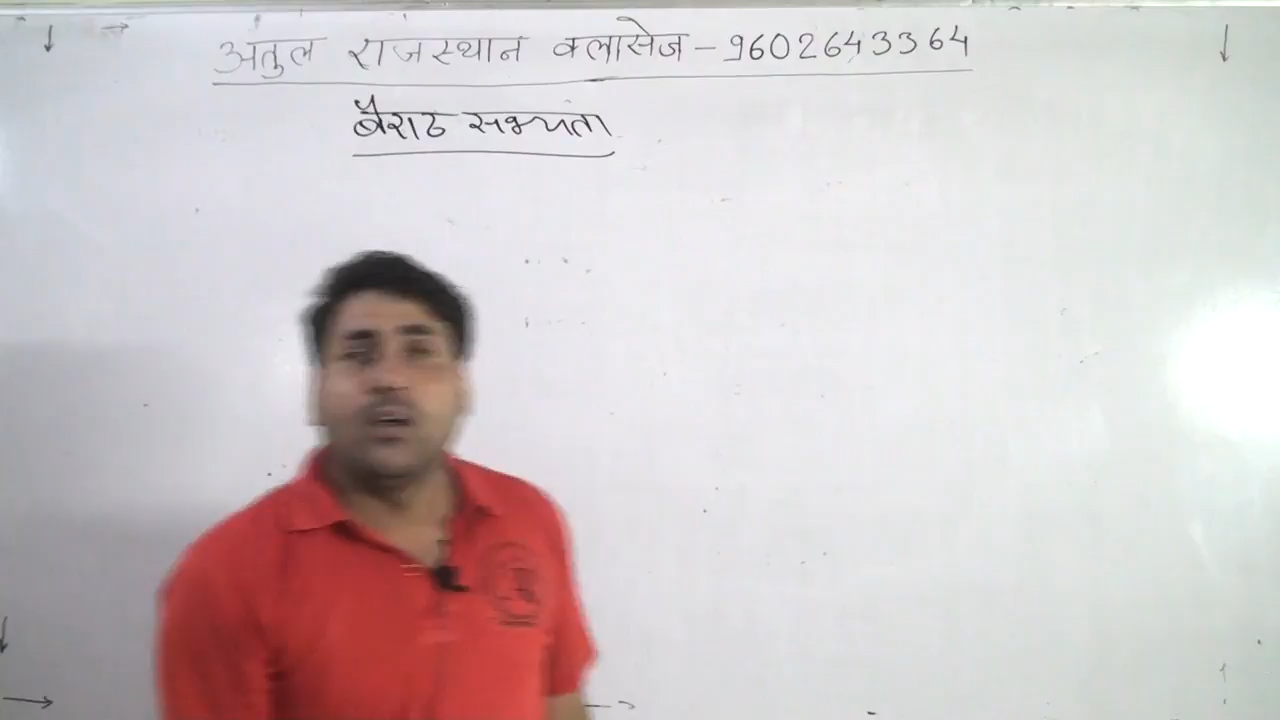 अतुल राजस्थान क्लासेज - 9602643364
बैराठ सभ्यता